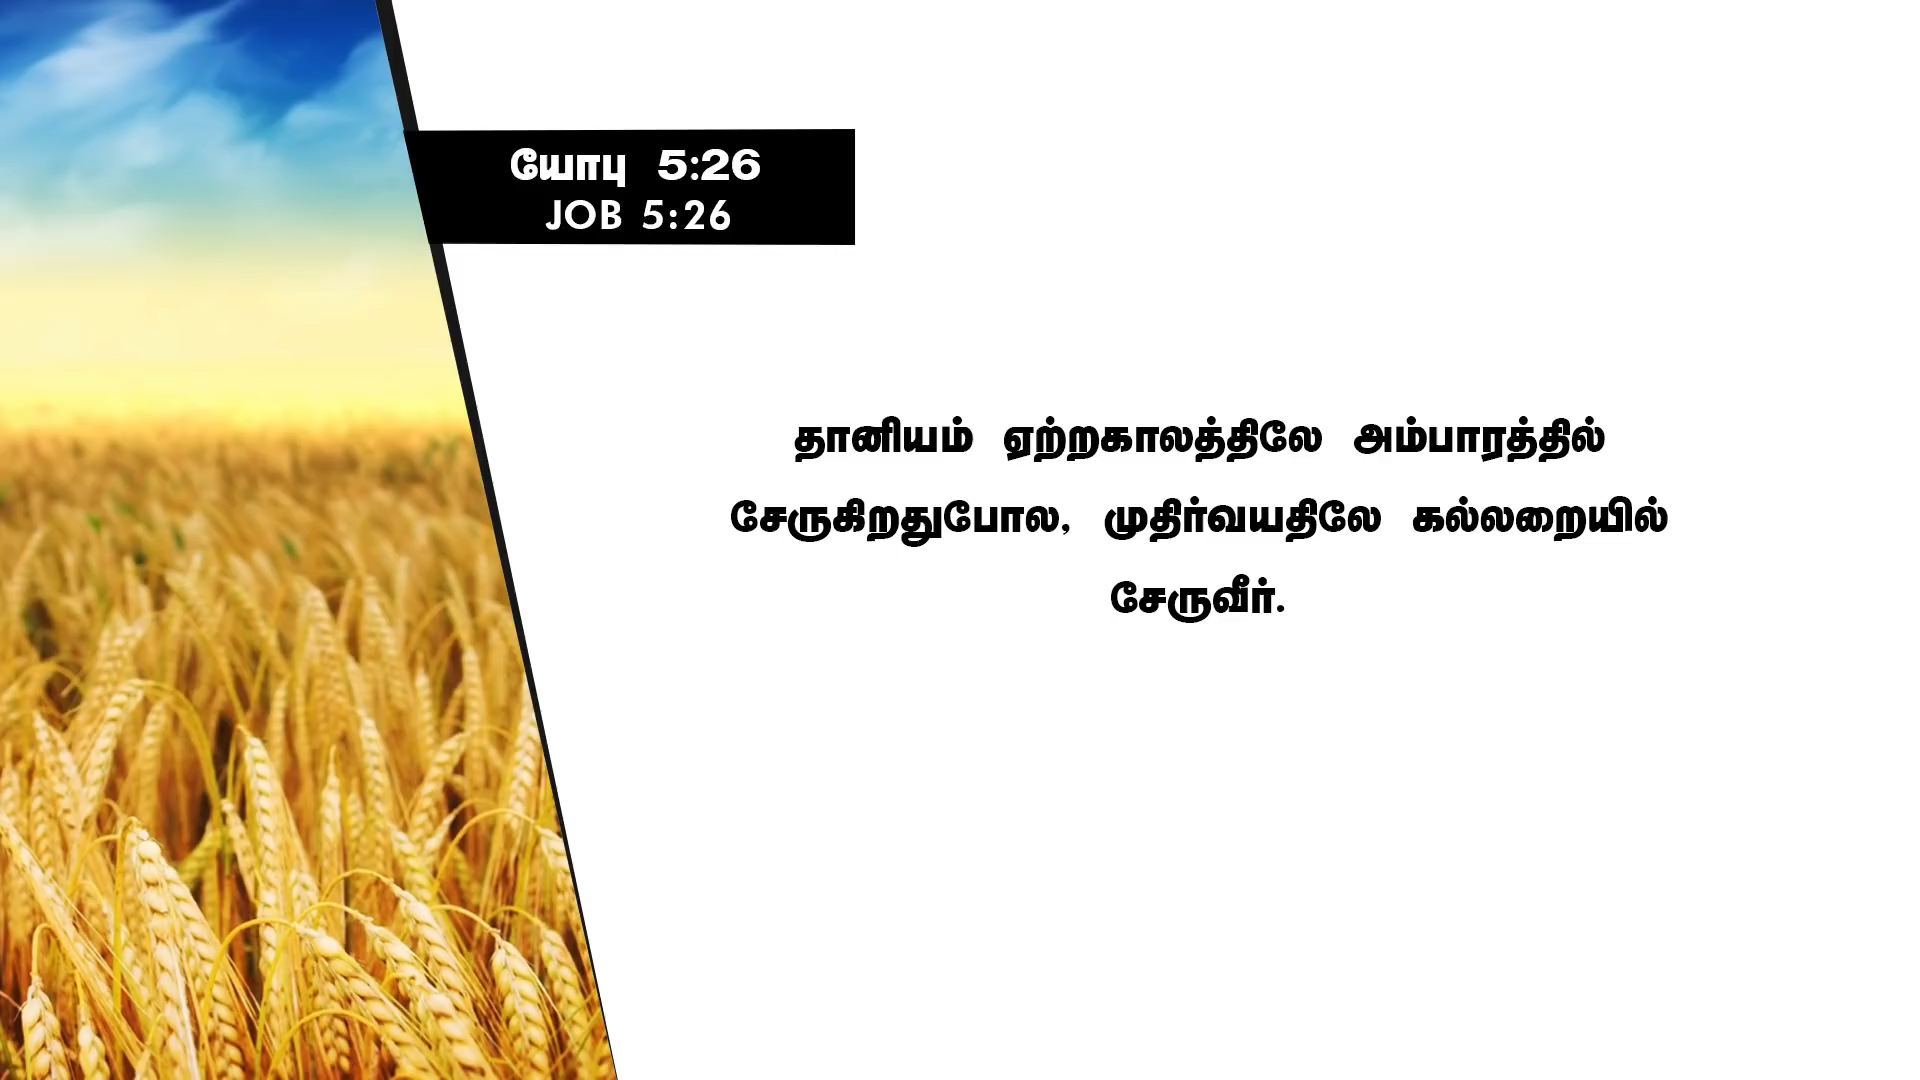 யோபு 5:26
JOB 5:26
தானியம் ஏற்றகாலத்திலே அம்பாரத்தில்
சேருகிறதுபோல, முதிர்வயதிலே கல்லறையில்
சேருவீர்.